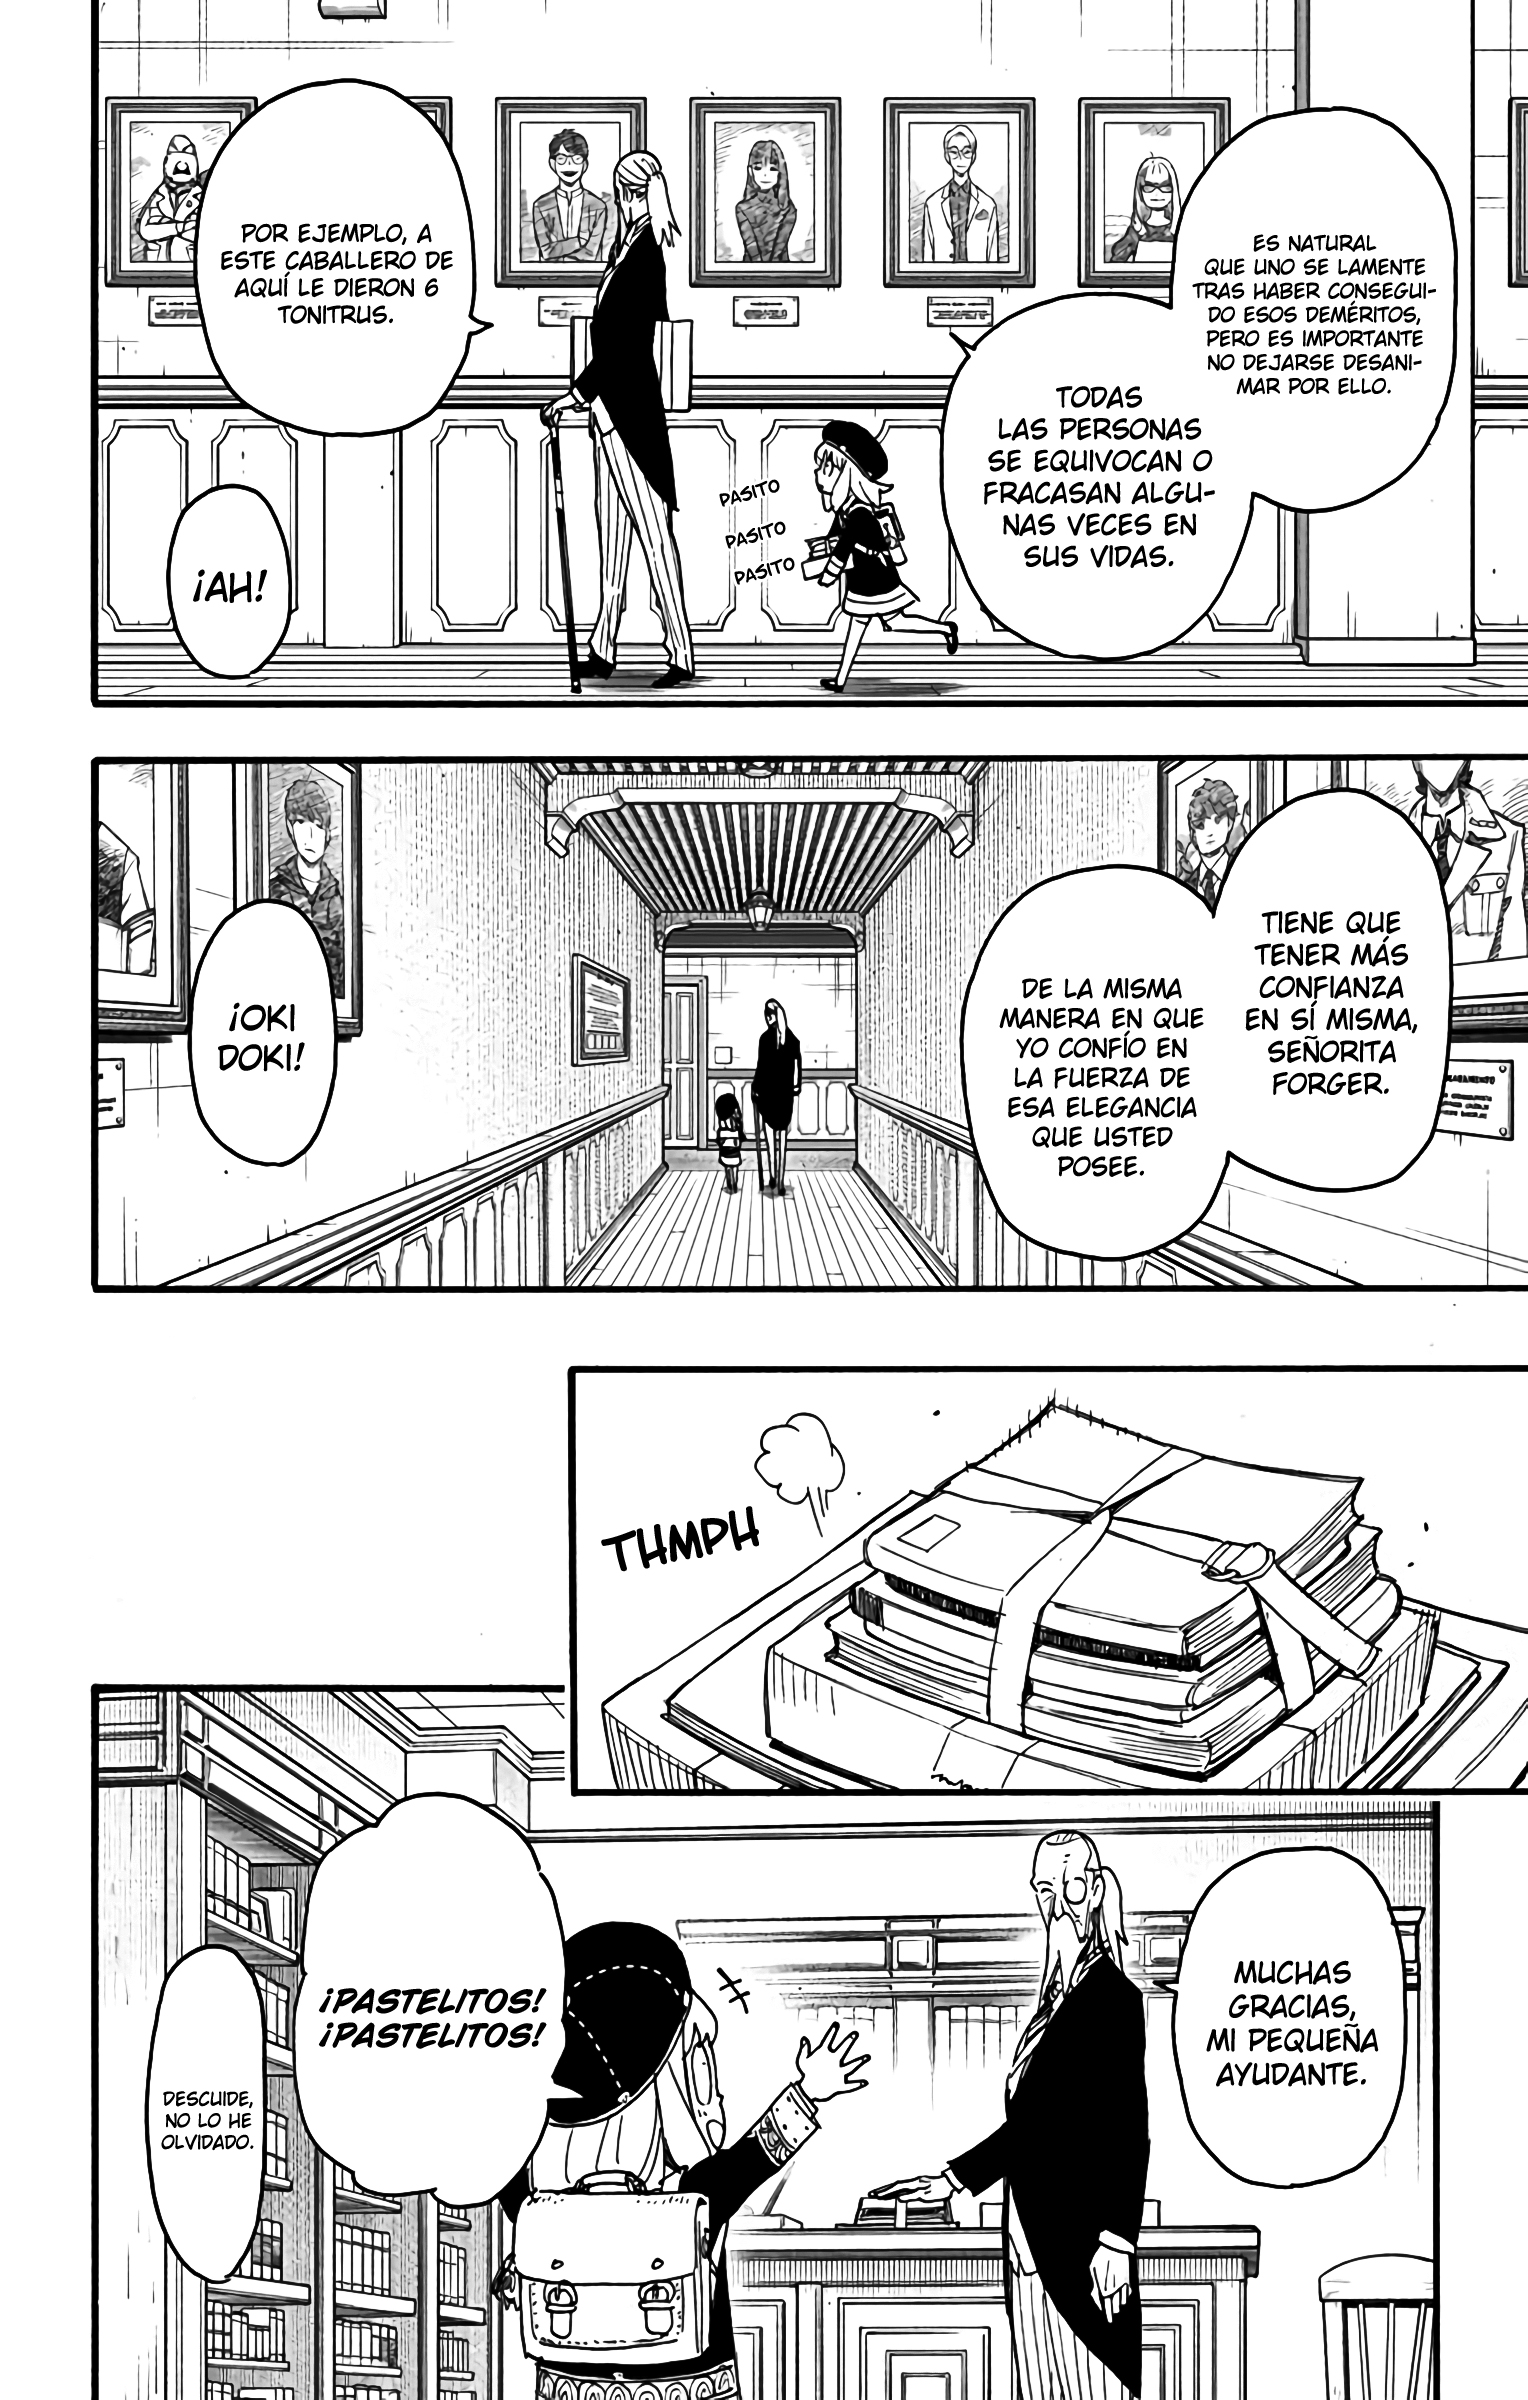 ES NATURAL
QUE UNO SE LAMENTE
TRAS HABER CONSEGUI-
DO ESOS DEMÉRITOS,
PERO ES IMPORTANTE
NO DEJARSE DESANI-
MAR POR ELLO.
TODAS
LAS PERSONAS
SE EQUIVOCAN O
FRACASAN ALGU-
NAS VECES EN
SUS VIDAS.
PASITO
PASITO
PASITO
POR EJEMPLO, A
ESTE CABALLERO DE
AQUÍ LE DIERON 6
TONITRUS.
¡AH!
TIENE QUE
TENER MÁS
CONFIANZA
EN SÍ MISMA,
SEÑORITA
FORGER.
DE LA MISMA
MANERA EN QUE
YO CONFÍO EN
LA FUERZA DE
ESA ELEGANCIA
QUE USTED
POSEE.
¡OKI
DOKI!
THMPH
MUCHAS
GRACIAS,
MI PEQUEÑA
AYUDANTE.
¡PASTELITOS!
¡PASTELITOS!
DESCUIDE,
NO LO HE
OLVIDADO.